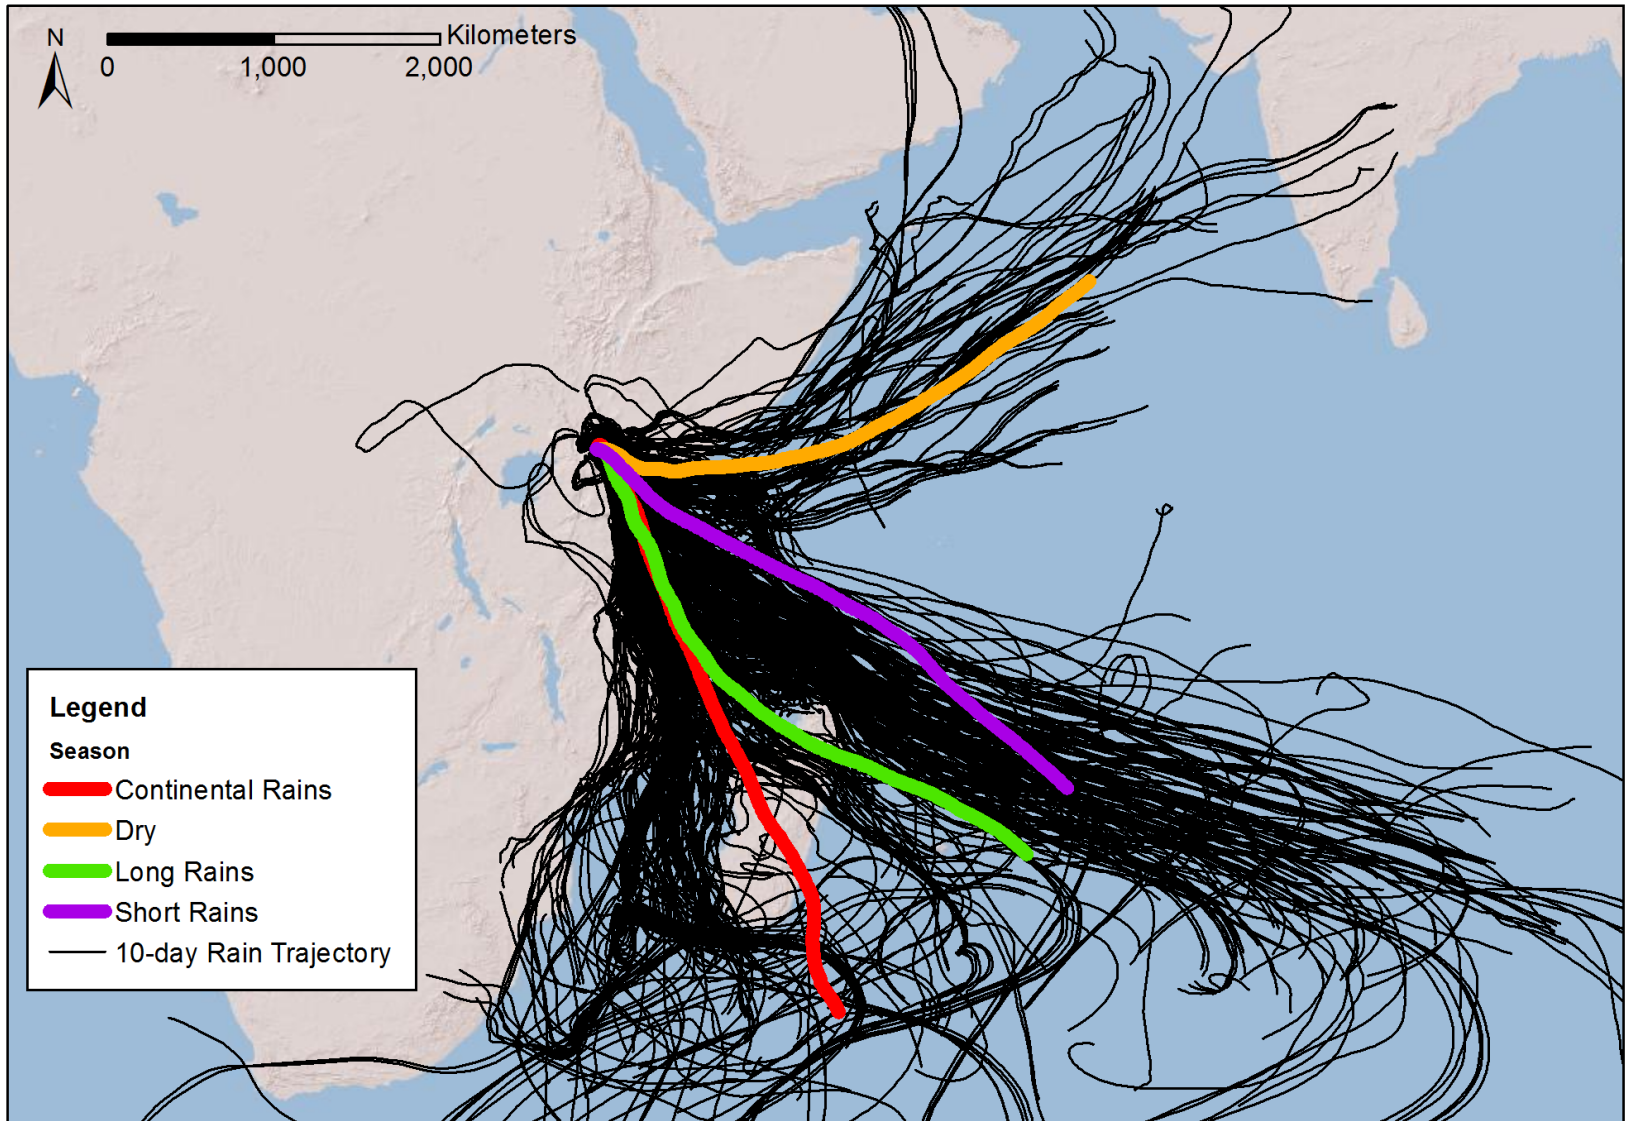 N
Kilometers
0 1,000 2,000
Legend
Season
Continental Rains
Dry
Long Rains
Short Rains
10-day Rain Trajectory